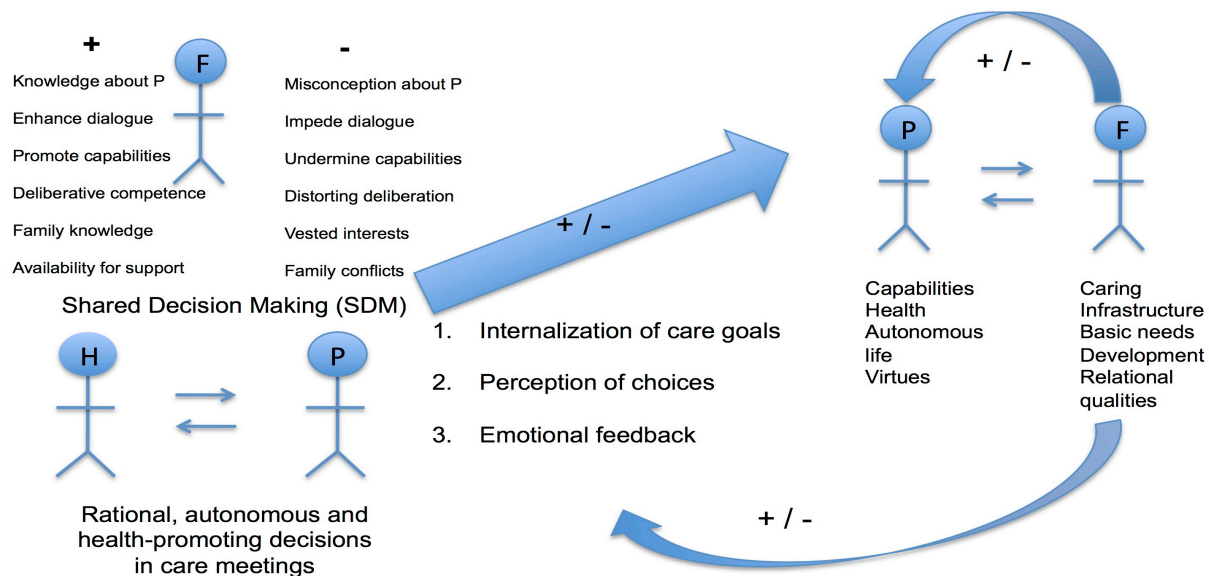 +
-
F
Knowledge about P
Enhance dialogue
Promote capabilities
Deliberative competence
Family knowledge
Availability for support
Misconception about P
Impede dialogue
Undermine capabilities
Distorting deliberation
Vested interests
Family conflicts
Shared Decision Making (SDM)
H
P
Rational, autonomous and
health-promoting decisions
in care meetings
+ / -
1. Internalization of care goals
2. Perception of choices
3. Emotional feedback
+ / -
P
F
Capabilities
Health
Autonomous
life
Virtues
Caring
Infrastructure
Basic needs
Development
Relational
qualities
+ / -